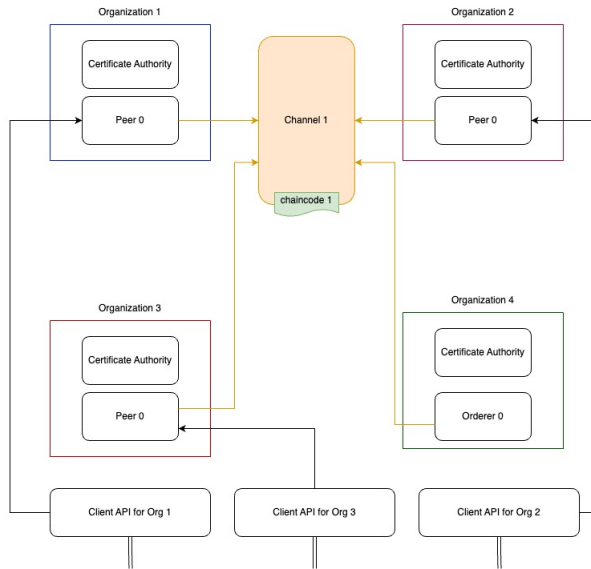 Organization 1
Organization 2
Certificate Authority
Certificate Authority
Peer 0
Channel 1
Peer 0
chaincode 1
Organization 3
Organization 4
Certificate Authority
Certificate Authority
Peer 0
Orderer 0
Client API for Org 1
Client API for Org 3
Client API for Org 2